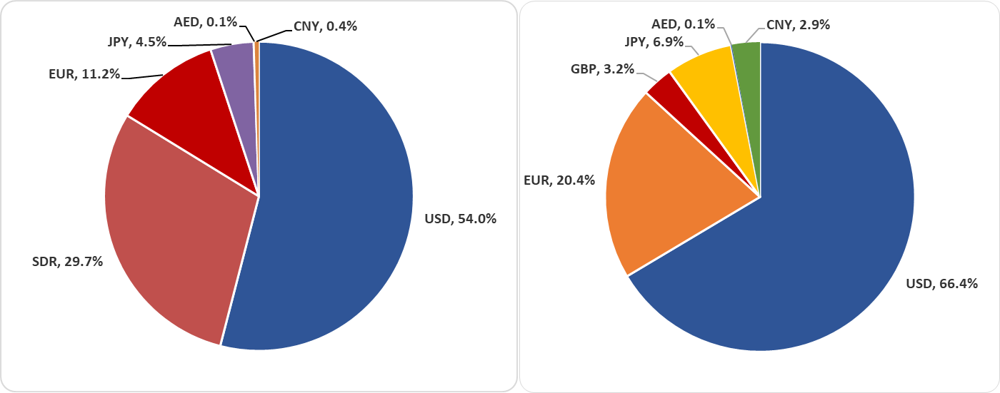 AED, 0.1%
CNY, 0.4%
JPY, 4.5%
EUR, 11.2%
USD, 54.0%
SDR, 29.7%
AED, 0.1%
CNY, 2.9%
JPY, 6.9%
GBP, 3.2%
EUR, 20.4%
USD, 66.4%